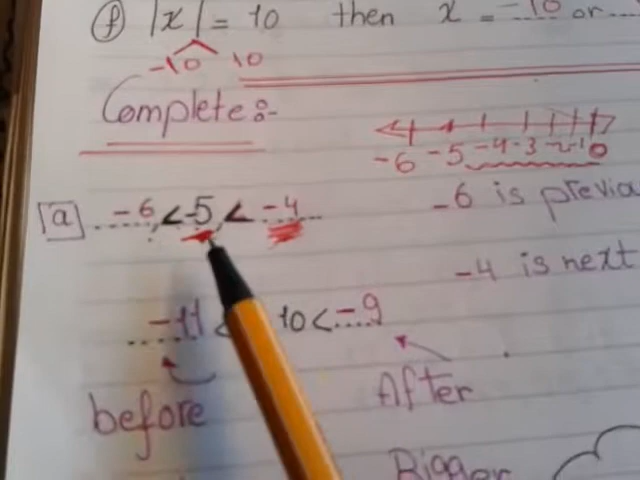 (f) |x| = 10 then x = -10 or
-10 10
Complete:-
-6 -5 -4 -3 -2 -1 0
[a] -6 < -5 < -4
-6 is
-4 is next
-11 < 10 < -9
before After
Bigger